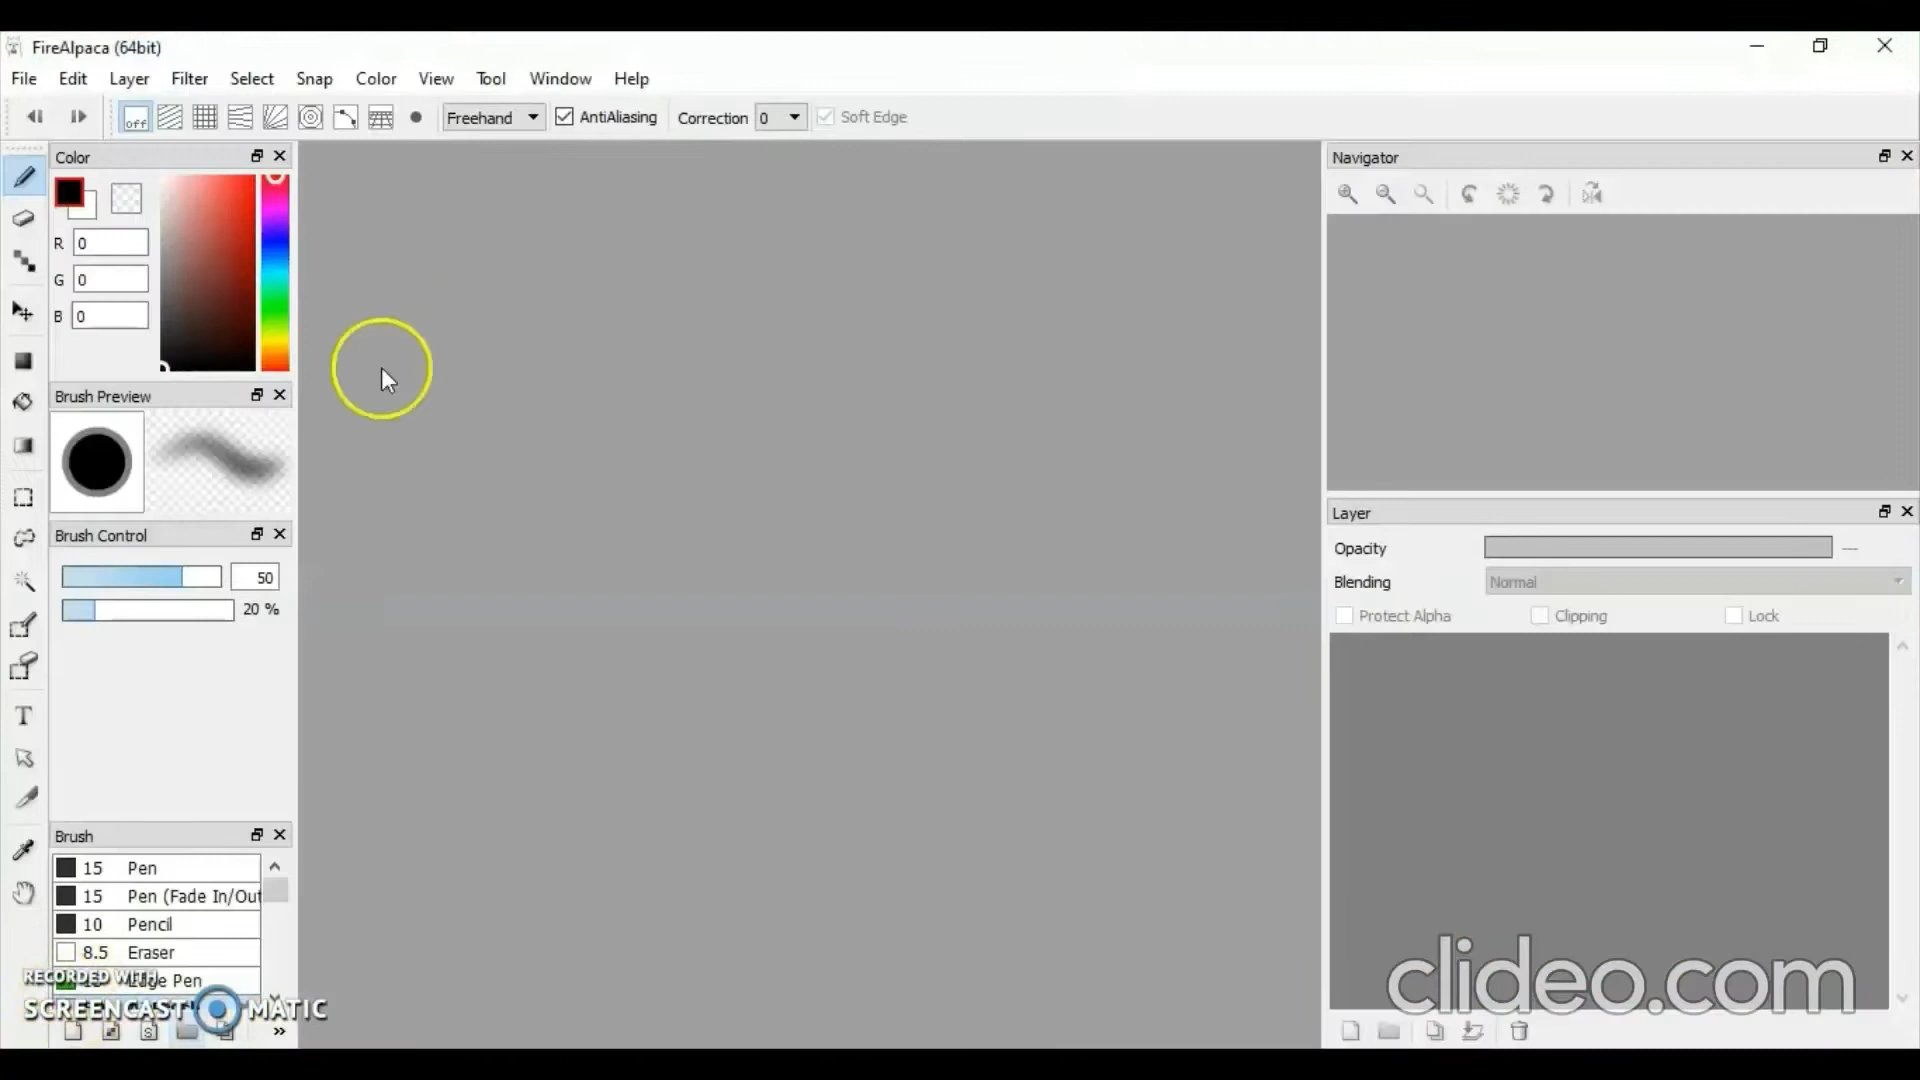 FireAlpaca (64bit)
File Edit Layer Filter Select Snap Color View Tool Window Help
off Freehand AntiAliasing Correction 0 Soft Edge
Color
R 0
G 0
B 0
Brush Preview
Brush Control
50
20 %
Brush
15 Pen
15 Pen (Fade In/Out
10 Pencil
8.5 Eraser
Edge Pen
RECORDED WITH
SCREENCAST MATIC
Navigator
Layer
Opacity
Blending Normal
Protect Alpha Clipping Lock
clideo.com
T
S